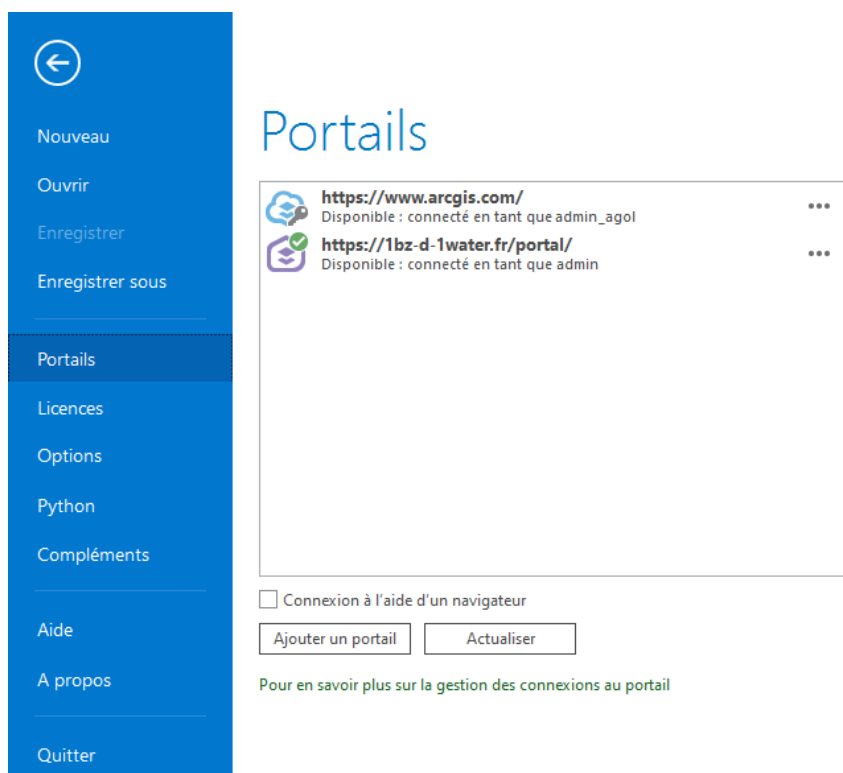 Nouveau
Ouvrir
Enregistrer
Enregistrer sous
Portails
Licences
Options
Python
Compléments
Aide
A propos
Quitter
Portails
https://www.arcgis.com/
Disponible : connecté en tant que admin_agol
https://1bz-d-1water.fr/portal/
Disponible : connecté en tant que admin
Connexion à l'aide d'un navigateur
Ajouter un portail
Actualiser
Pour en savoir plus sur la gestion des connexions au portail